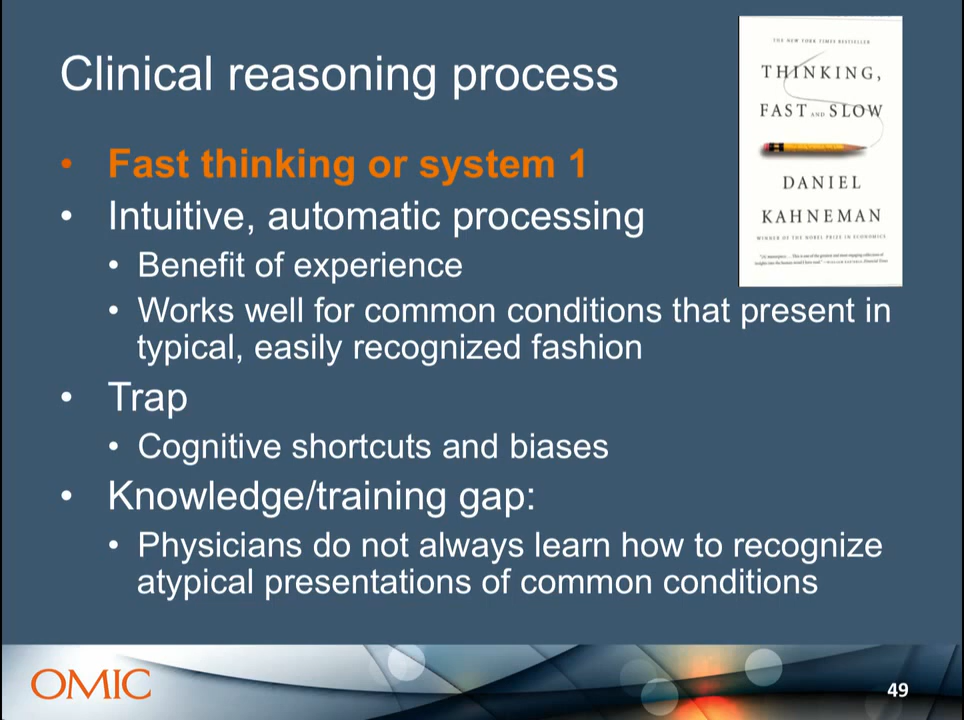 Clinical reasoning process
• Fast thinking or system 1
• Intuitive, automatic processing
• Benefit of experience
• Works well for common conditions that present in
typical, easily recognized fashion
• Trap
• Cognitive shortcuts and biases
• Knowledge/training gap:
• Physicians do not always learn how to recognize
atypical presentations of common conditions
THE NEW YORK TIMES BESTSELLER
THINKING,
FAST AND SLOW
DANIEL
KAHNEMAN
WINNER OF THE NOBEL PRIZE IN ECONOMICS
OMIC
49